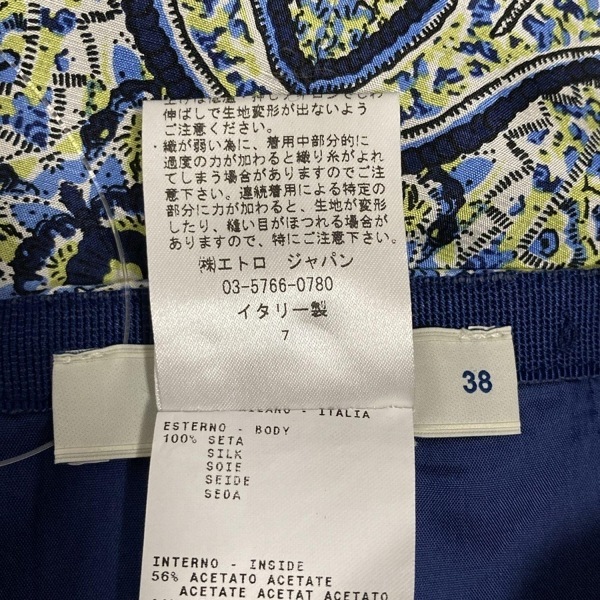 伸ばしで生地変形が出ないよう
ご注意ください。
・織が弱い為に、着用中部分的に
過度の力が加わると織り糸がよれ
てしまう場合がありますのでご注
意下さい。連続着用による特定の
部分に力が加わると、生地が変形
したり、縫い目がほつれる場合が
ありますので、特にご注意下さい。
㈱エトロ ジャパン
03-5766-0780
イタリー製
7
38
- ITALIA
ESTERNO - BODY
100% SETA
SILK
SOIE
SEIDE
SEDA
INTERNO - INSIDE
56% ACETATO ACETATE
ACETATE ACETAT ACETATO